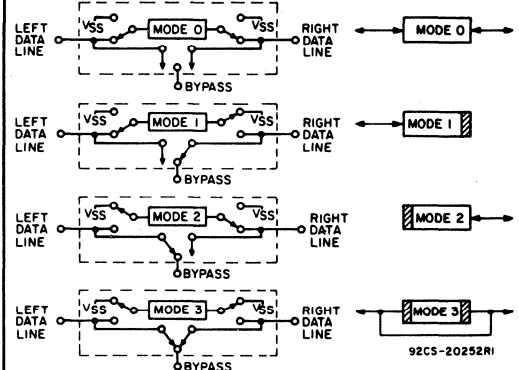 LEFT
DATA
LINE
VSS
MODE 0
VSS
RIGHT
DATA
LINE
BYPASS
MODE 0
LEFT
DATA
LINE
VSS
MODE 1
VSS
RIGHT
DATA
LINE
BYPASS
MODE 1
LEFT
DATA
LINE
VSS
MODE 2
VSS
RIGHT
DATA
LINE
BYPASS
MODE 2
LEFT
DATA
LINE
VSS
MODE 3
VSS
RIGHT
DATA
LINE
BYPASS
MODE 3
92CS-20252R1